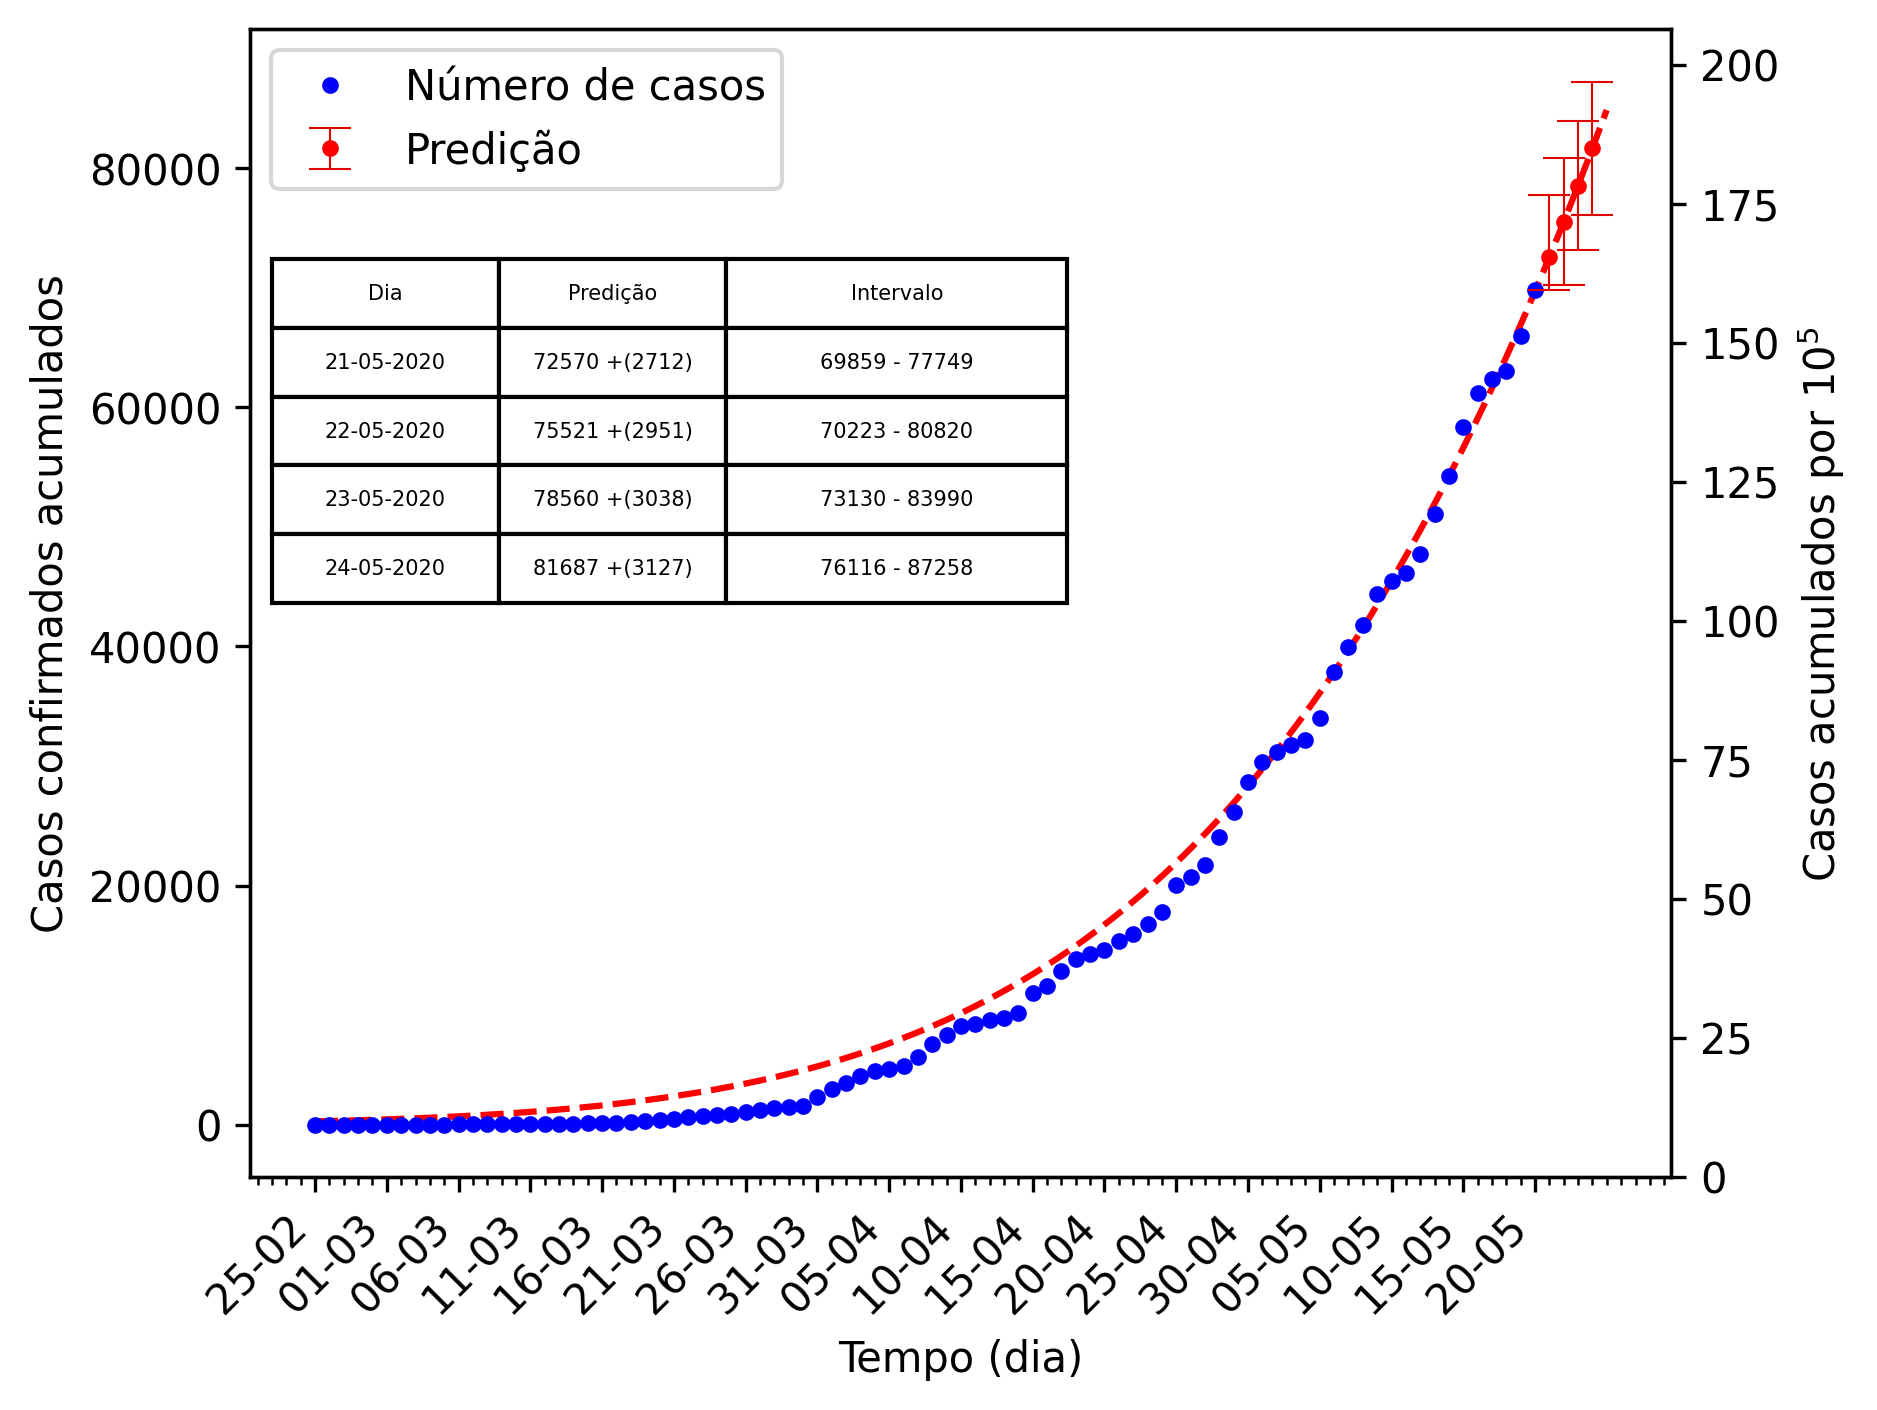 Número de casos
Predição
Dia Predição Intervalo
21-05-2020 72570 +(2712) 69859 - 77749
22-05-2020 75521 +(2951) 70223 - 80820
23-05-2020 78560 +(3038) 73130 - 83990
24-05-2020 81687 +(3127) 76116 - 87258
Casos confirmados acumulados
80000
60000
40000
20000
0
Casos acumulados por 10⁵
200
175
150
125
100
75
50
25
0
25-02 01-03 06-03 11-03 16-03 21-03 26-03 31-03 05-04 10-04 15-04 20-04 25-04 30-04 05-05 10-05 15-05 20-05
Tempo (dia)